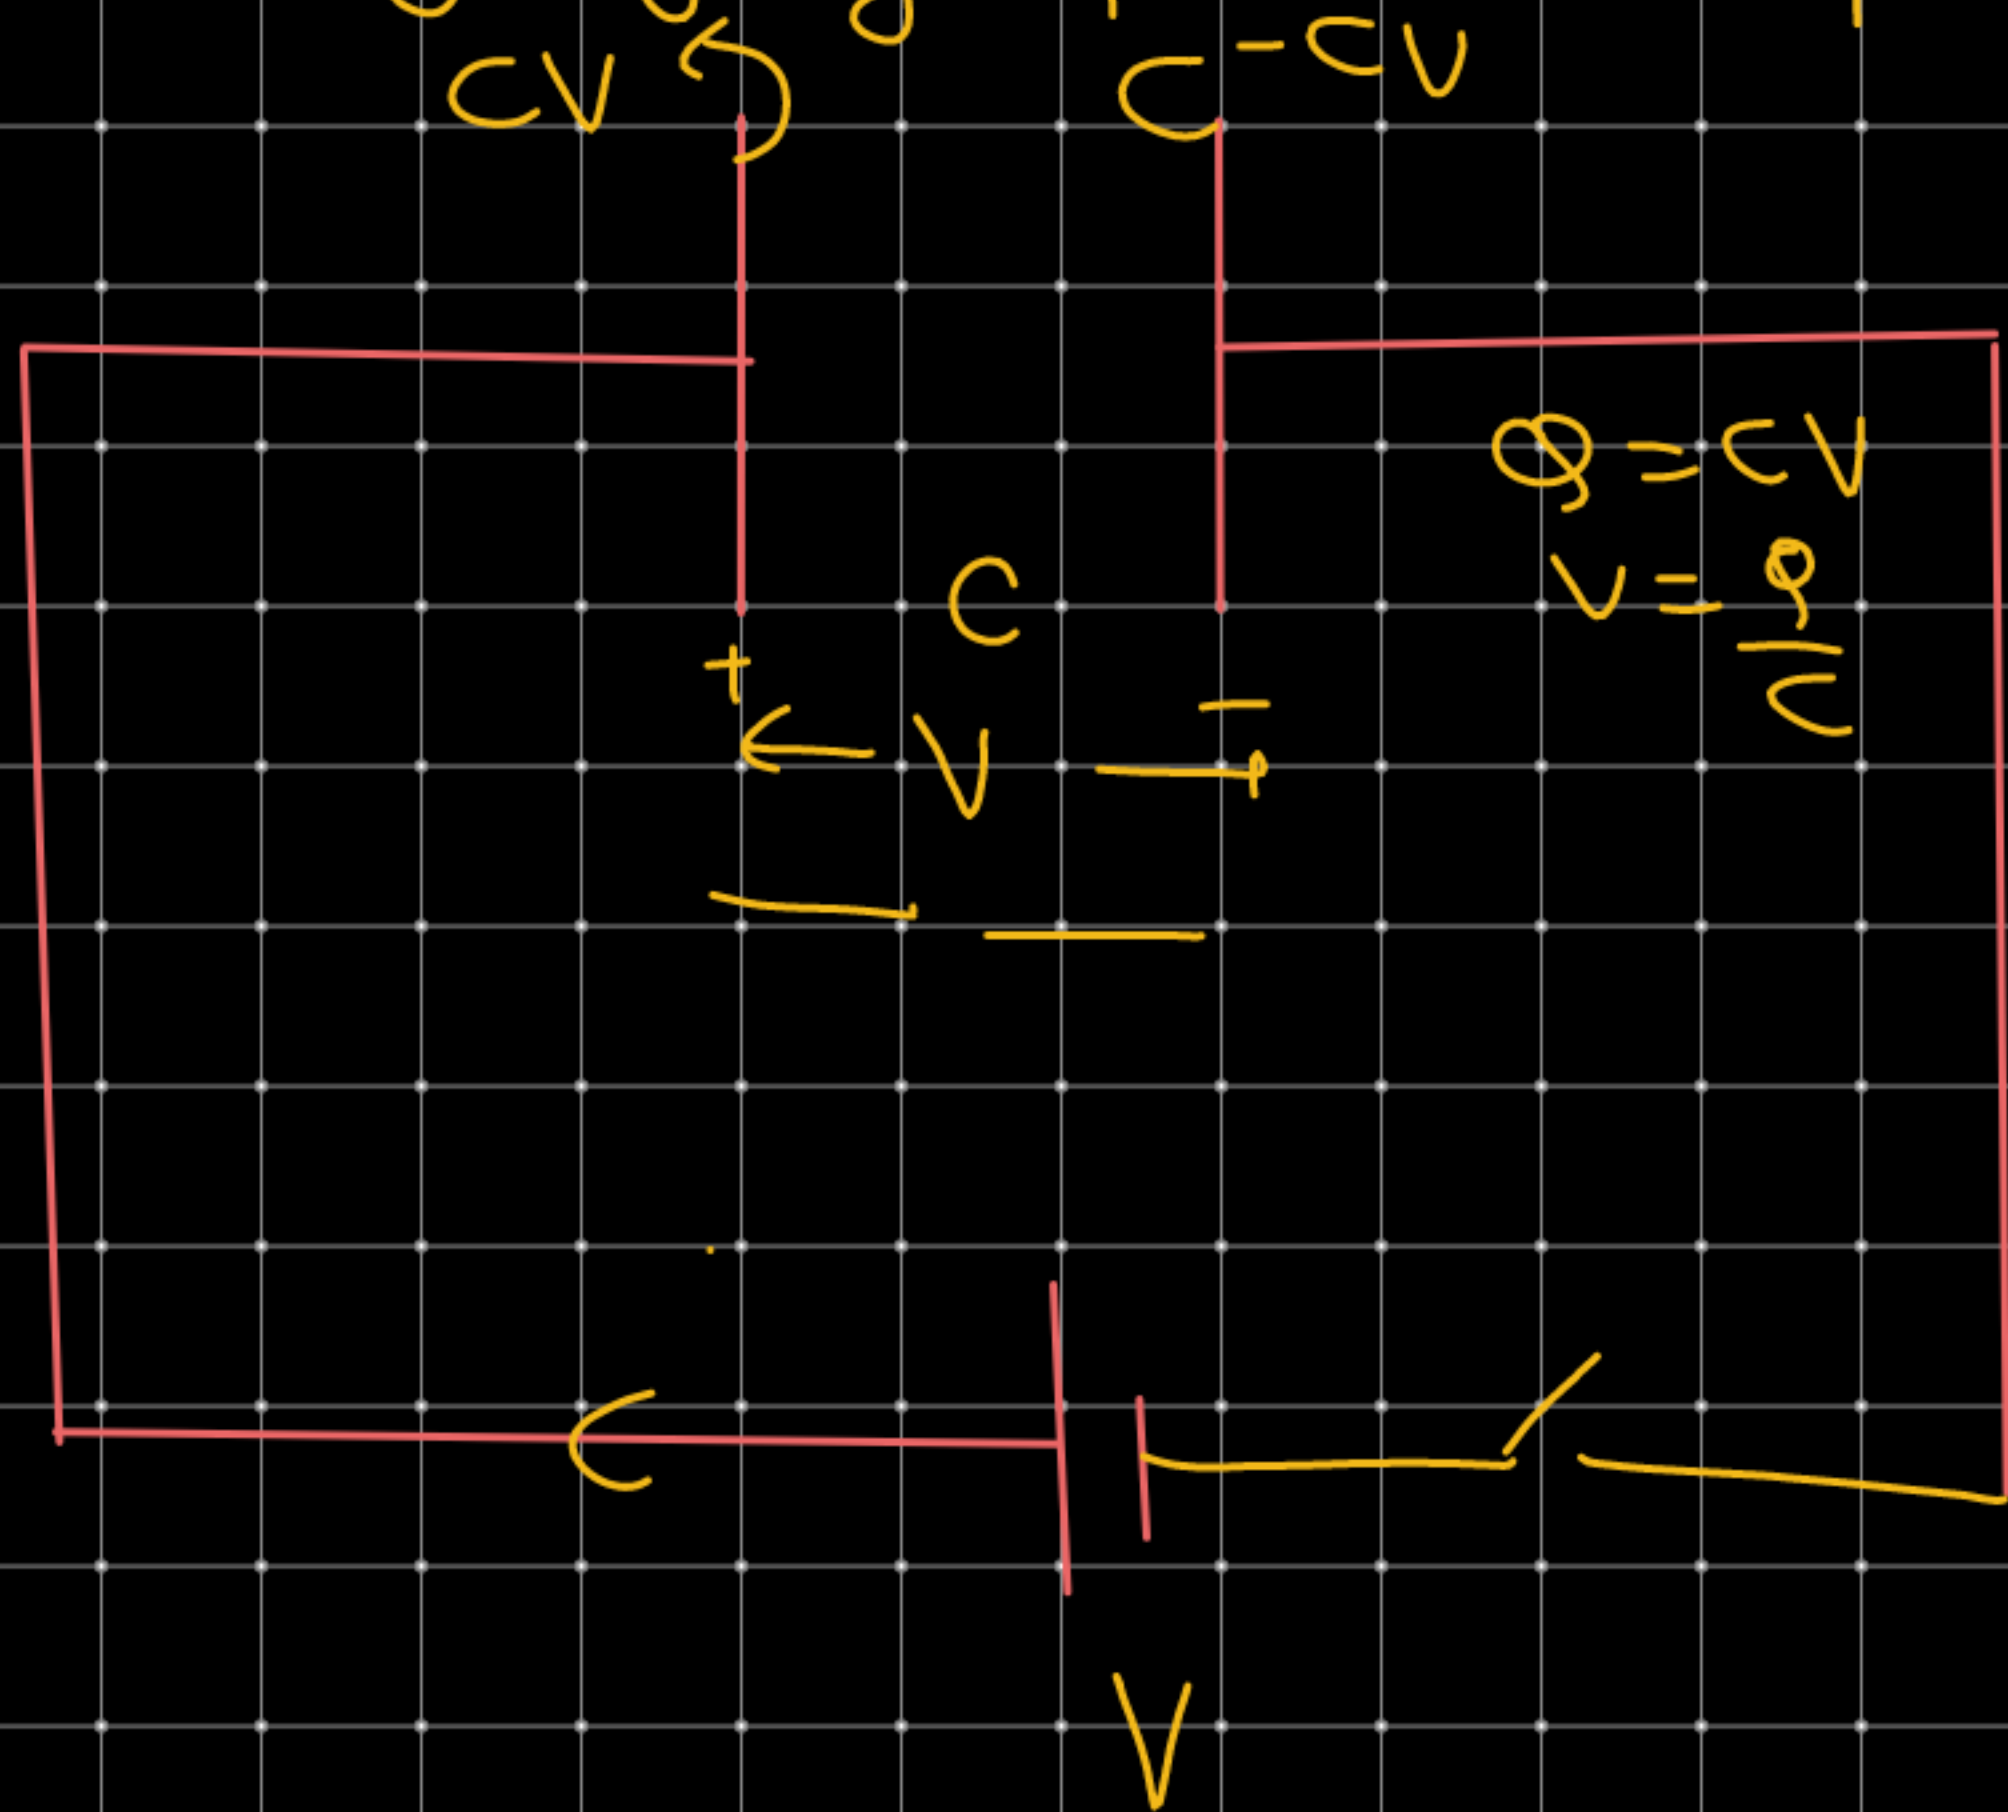 CV
-CV
Q = CV
C
V = Q
C
+
-
V
V